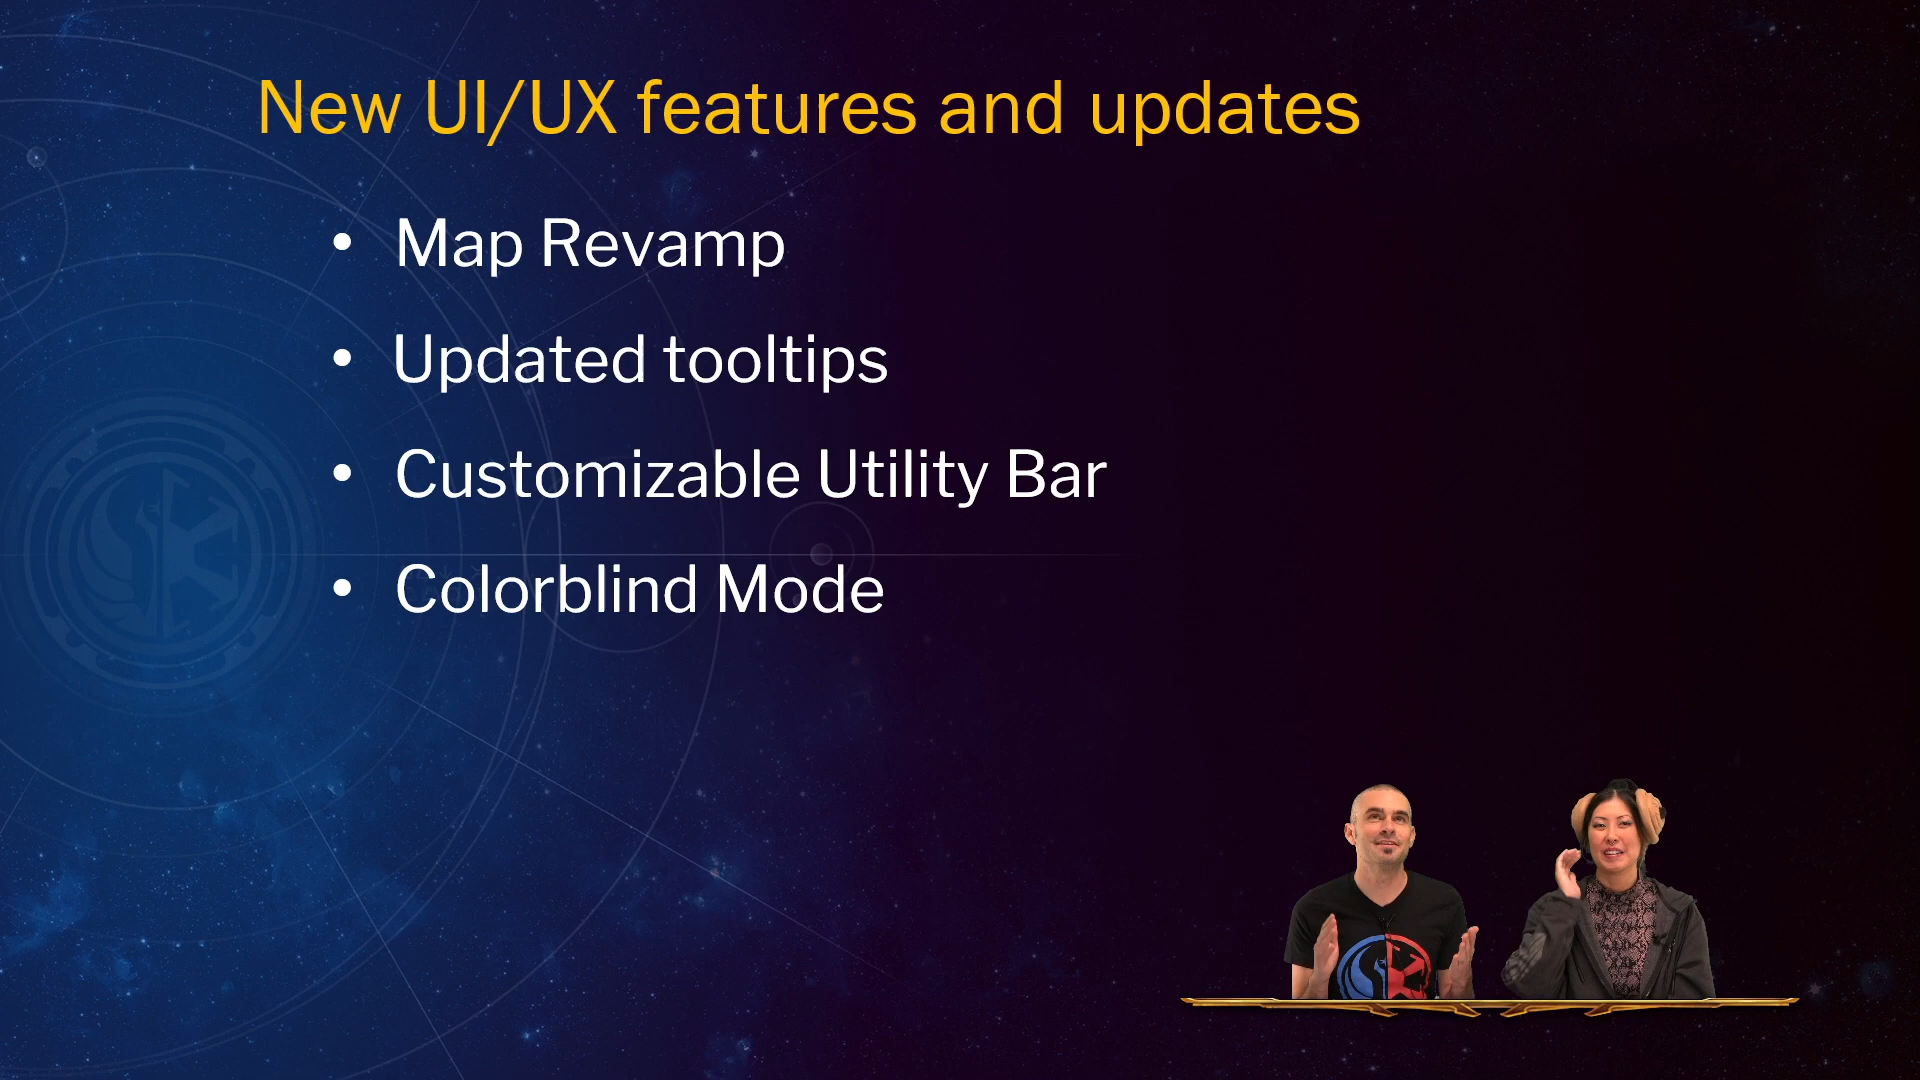 New UI/UX features and updates
• Map Revamp
• Updated tooltips
• Customizable Utility Bar
• Colorblind Mode